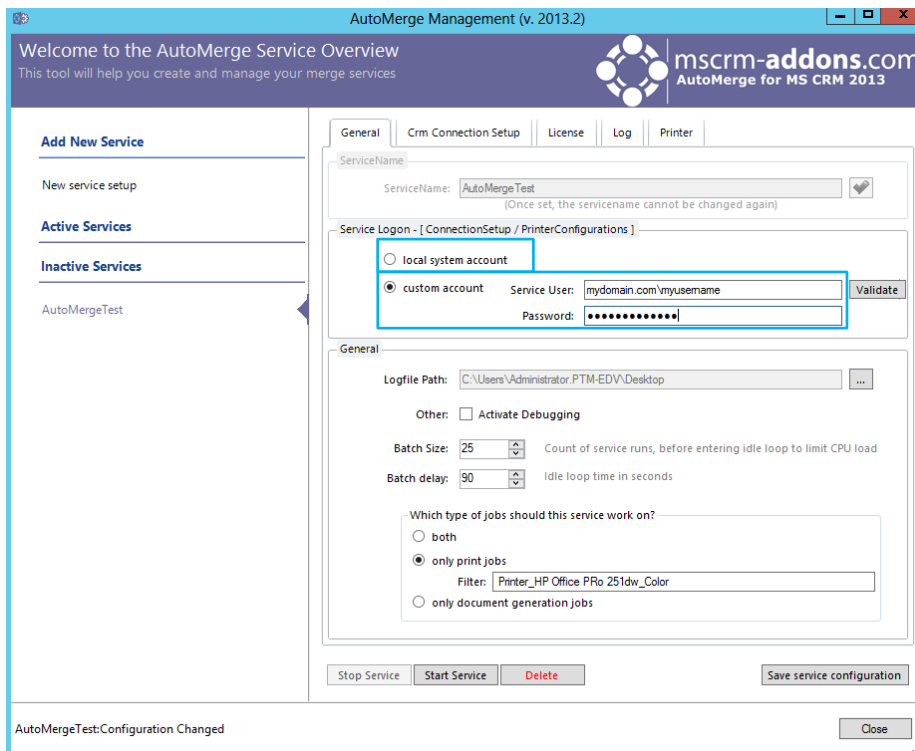 AutoMerge Management (v. 2013.2)
Welcome to the AutoMerge Service Overview
This tool will help you create and manage your merge services
mscrm-addons.com
AutoMerge for MS CRM 2013
Add New Service
New service setup
Active Services
Inactive Services
AutoMergeTest
General Crm Connection Setup License Log Printer
ServiceName
ServiceName: AutoMergeTest
(Once set, the servicename cannot be changed again)
Service Logon - [ ConnectionSetup / PrinterConfigurations ]
local system account
custom account Service User: mydomain.com\myusername Validate
Password: •••••••••••••
General
Logfile Path: C:\Users\Administrator.PTM-EDV\Desktop ...
Other: Activate Debugging
Batch Size: 25 Count of service runs, before entering idle loop to limit CPU load
Batch delay: 90 Idle loop time in seconds
Which type of jobs should this service work on?
both
only print jobs
Filter: Printer_HP Office PRo 251dw_Color
only document generation jobs
Stop Service Start Service Delete Save service configuration
AutoMergeTest:Configuration Changed Close